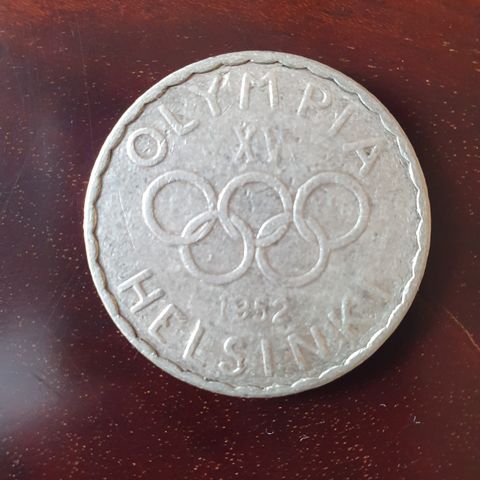 OLYMPIA
XV
1952
HELSINKI